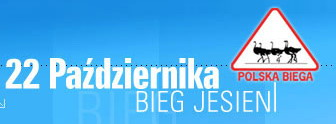 POLSKA BIEGA
22 Października
BIEG JESIENI